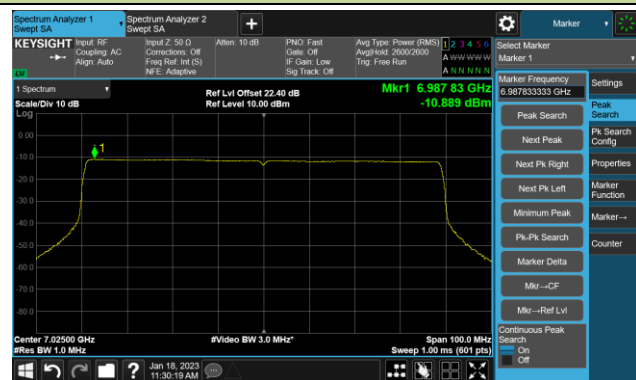 Spectrum Analyzer 1
Swept SA
Spectrum Analyzer 2
Swept SA
+
Marker
KEYSIGHT
Input: RF
Coupling: AC
Align: Auto
Input Z: 50 Ω
Corrections: Off
Freq Ref: Int (S)
NFE: Adaptive
Atten: 10 dB
PNO: Fast
Gate: Off
IF Gain: Low
Sig Track: Off
Avg Type: Power (RMS)
Avg|Hold: 2600/2600
Trig: Free Run
1 2 3 4 5 6
A W W W W W
A N N N N N
LXI
Select Marker
Marker 1
1 Spectrum
Scale/Div 10 dB
Log
Ref Lvl Offset 22.40 dB
Ref Level 10.00 dBm
Mkr1 6.987 83 GHz
-10.889 dBm
1
0.00
-10.0
-20.0
-30.0
-40.0
-50.0
-60.0
-70.0
-80.0
Center 7.02500 GHz
#Res BW 1.0 MHz
#Video BW 3.0 MHz*
Span 100.0 MHz
Sweep 1.00 ms (601 pts)
Marker Frequency
6.987833333 GHz
Peak Search
Next Peak
Next Pk Right
Next Pk Left
Minimum Peak
Pk-Pk Search
Marker Delta
Mkr→CF
Mkr→Ref Lvl
Continuous Peak
Search
On
Off
Settings
Peak
Search
Pk Search
Config
Properties
Marker
Function
Marker→
Counter
?
Jan 18, 2023
11:30:19 AM